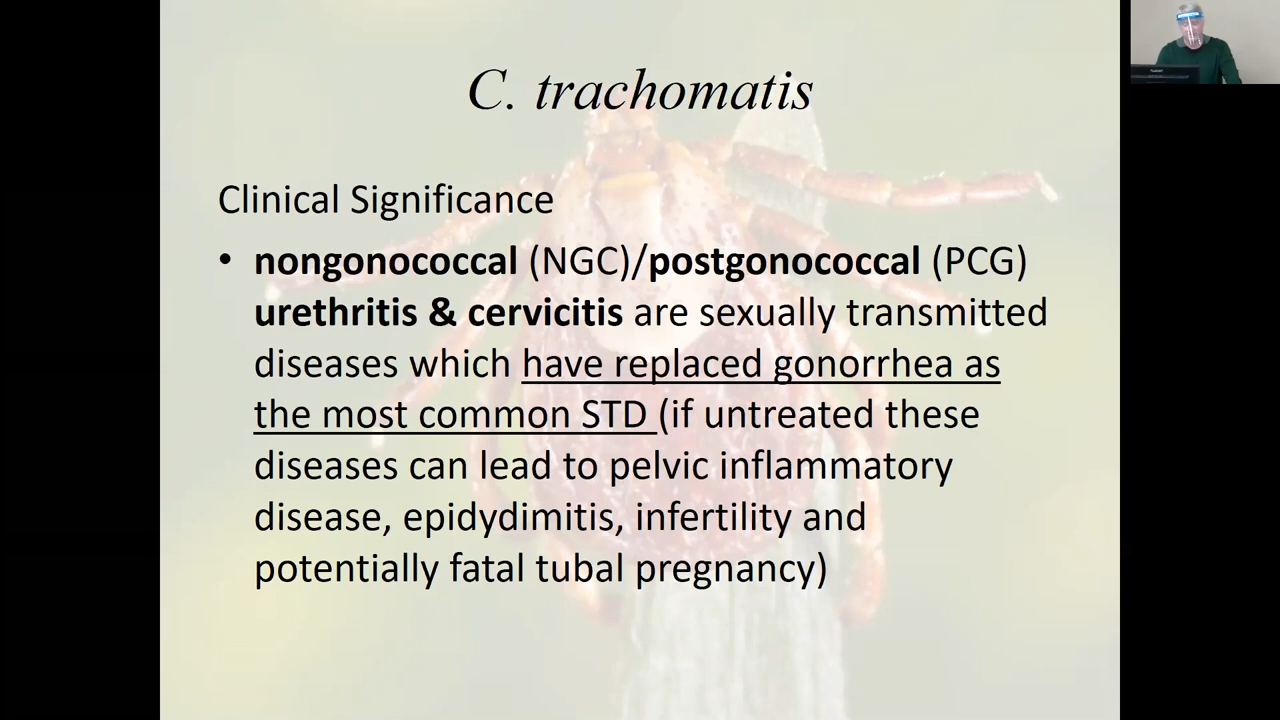 C. trachomatis
Clinical Significance
• nongonococcal (NGC)/postgonococcal (PCG)
urethritis & cervicitis are sexually transmitted
diseases which have replaced gonorrhea as
the most common STD (if untreated these
diseases can lead to pelvic inflammatory
disease, epidydimitis, infertility and
potentially fatal tubal pregnancy)